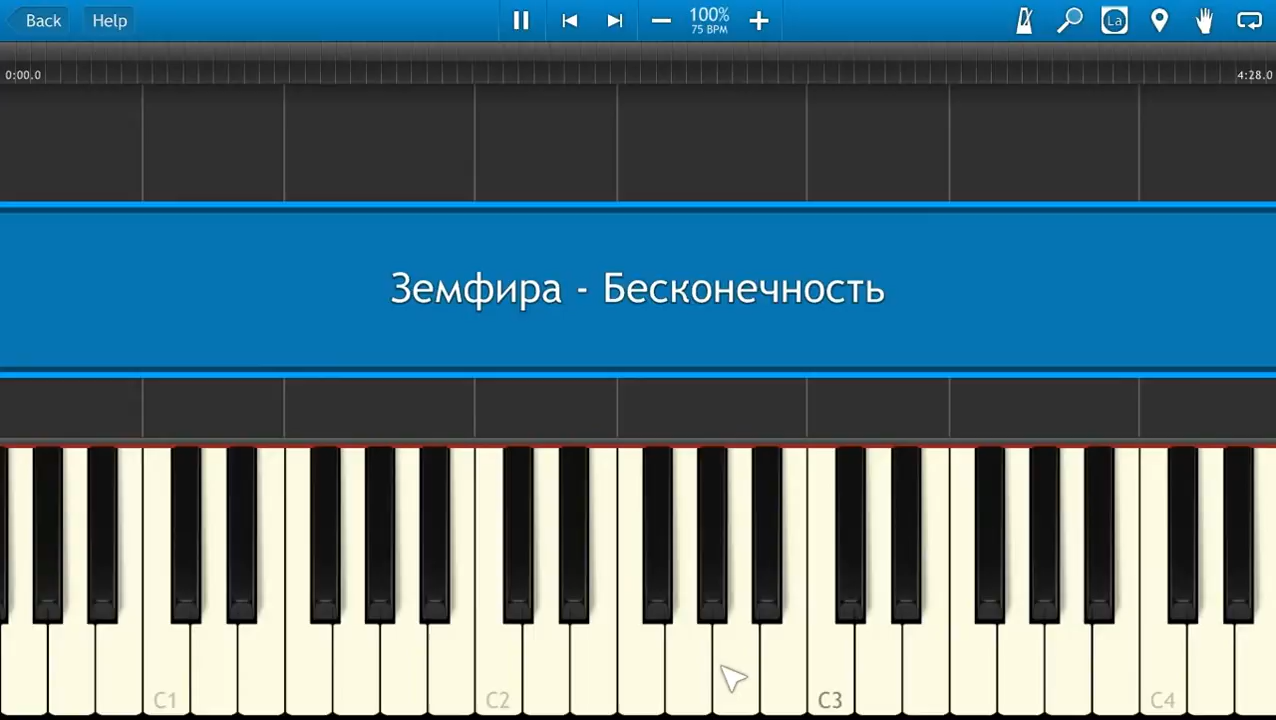 Back Help 100% La
75 BPM
0:00.0 4:28.0
Земфира - Бесконечность
C1 C2 C3 C4